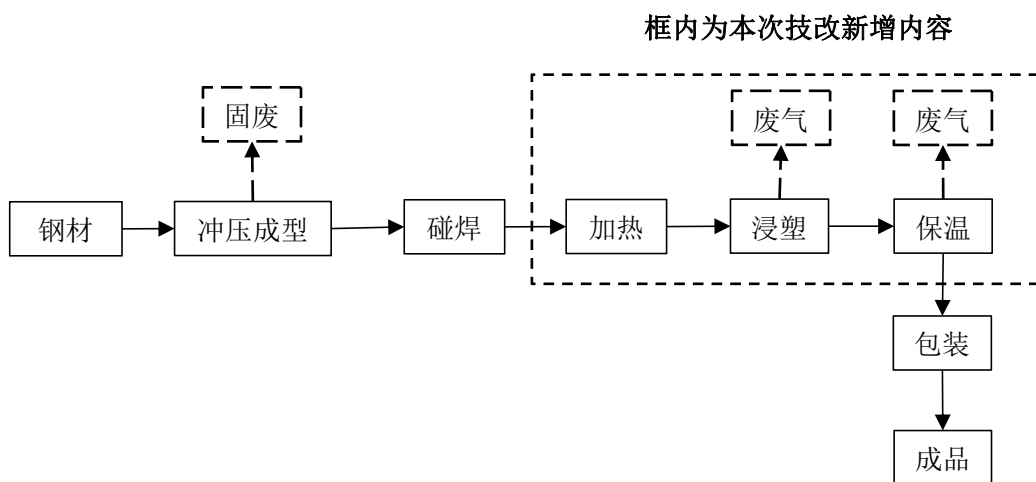 框内为本次技改新增内容
固废
废气
废气
钢材
冲压成型
碰焊
加热
浸塑
保温
包装
成品